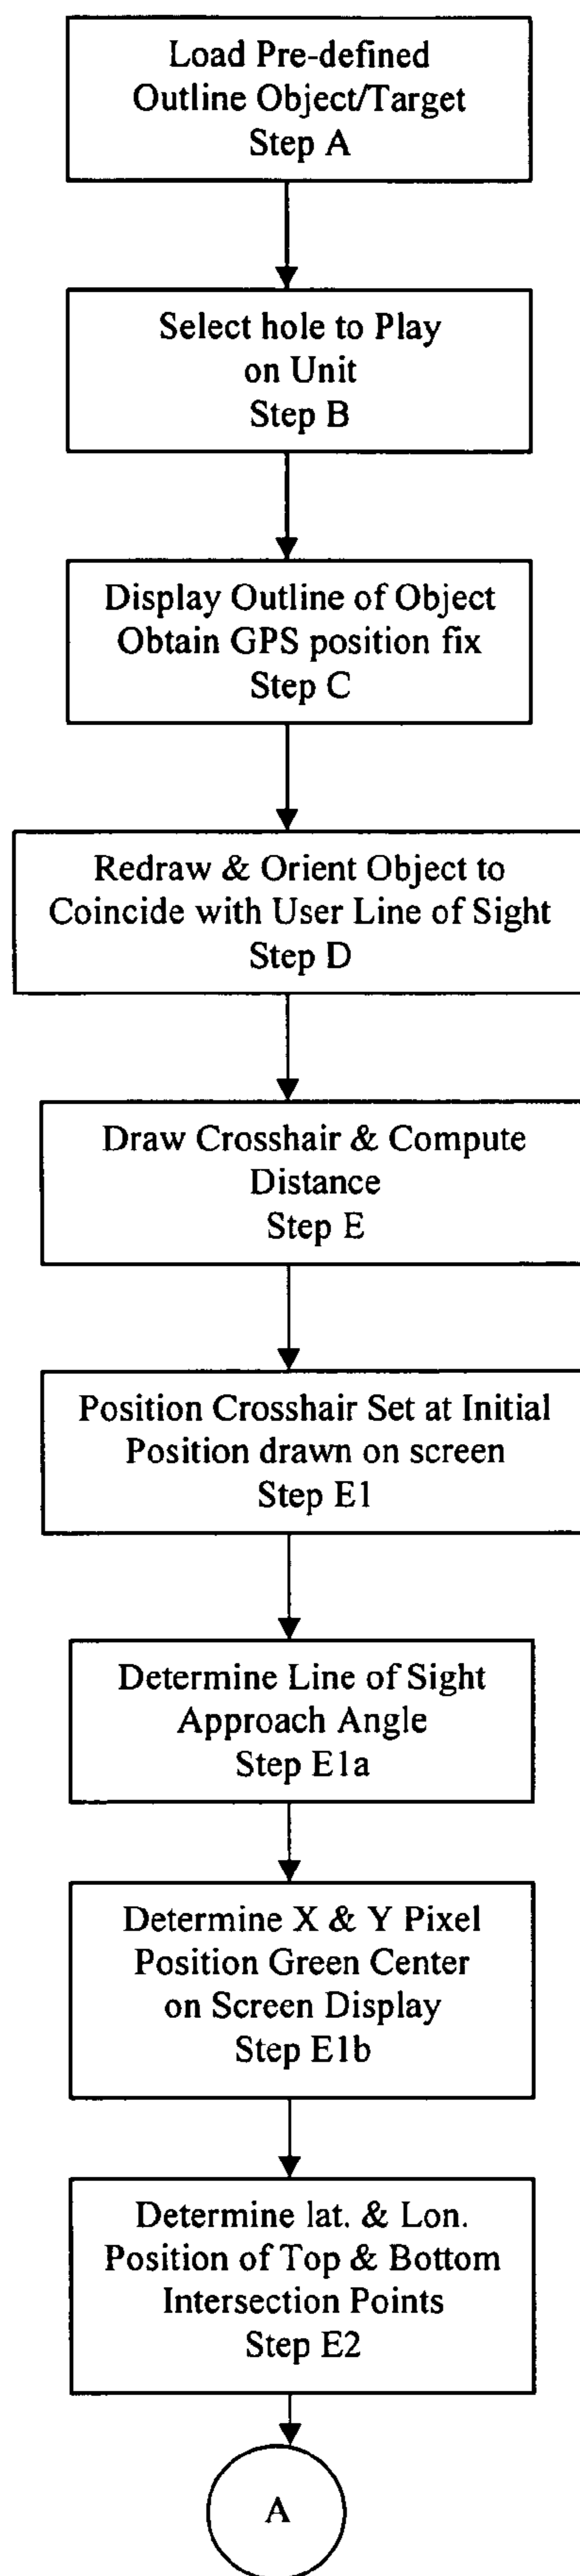 Load Pre-defined
Outline Object/Target
Step A
Select hole to Play
on Unit
Step B
Display Outline of Object
Obtain GPS position fix
Step C
Redraw & Orient Object to
Coincide with User Line of Sight
Step D
Draw Crosshair & Compute
Distance
Step E
Position Crosshair Set at Initial
Position drawn on screen
Step E1
Determine Line of Sight
Approach Angle
Step E1a
Determine X & Y Pixel
Position Green Center
on Screen Display
Step E1b
Determine lat. & Lon.
Position of Top & Bottom
Intersection Points
Step E2
A